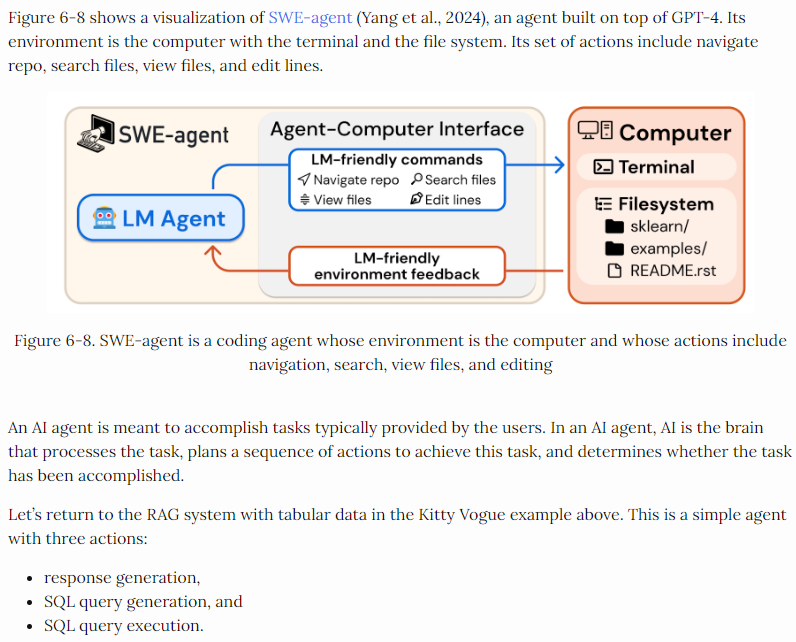 Figure 6-8 shows a visualization of SWE-agent (Yang et al., 2024), an agent built on top of GPT-4. Its
environment is the computer with the terminal and the file system. Its set of actions include navigate
repo, search files, view files, and edit lines.
SWE-agent
Agent-Computer Interface
LM-friendly commands
Navigate repo Search files
View files Edit lines
LM Agent
LM-friendly
environment feedback
Computer
Terminal
Filesystem
sklearn/
examples/
README.rst
Figure 6-8. SWE-agent is a coding agent whose environment is the computer and whose actions include
navigation, search, view files, and editing
An AI agent is meant to accomplish tasks typically provided by the users. In an AI agent, AI is the brain
that processes the task, plans a sequence of actions to achieve this task, and determines whether the task
has been accomplished.
Let’s return to the RAG system with tabular data in the Kitty Vogue example above. This is a simple agent
with three actions:
• response generation,
• SQL query generation, and
• SQL query execution.